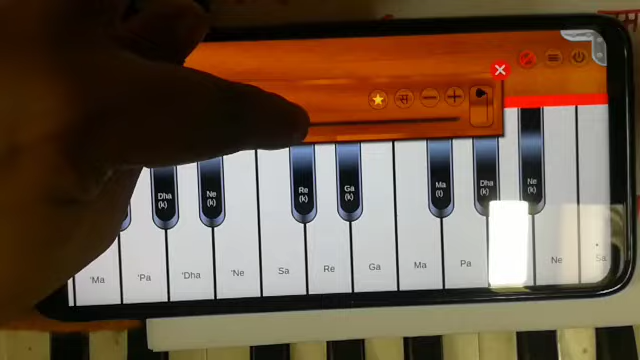 स
Dha
(k)
Ne
(k)
Re
(k)
Ga
(k)
Ma
(t)
Dha
(k)
Ne
(k)
'Ma
'Pa
'Dha
'Ne
Sa
Re
Ga
Ma
Pa
Ne
Sa